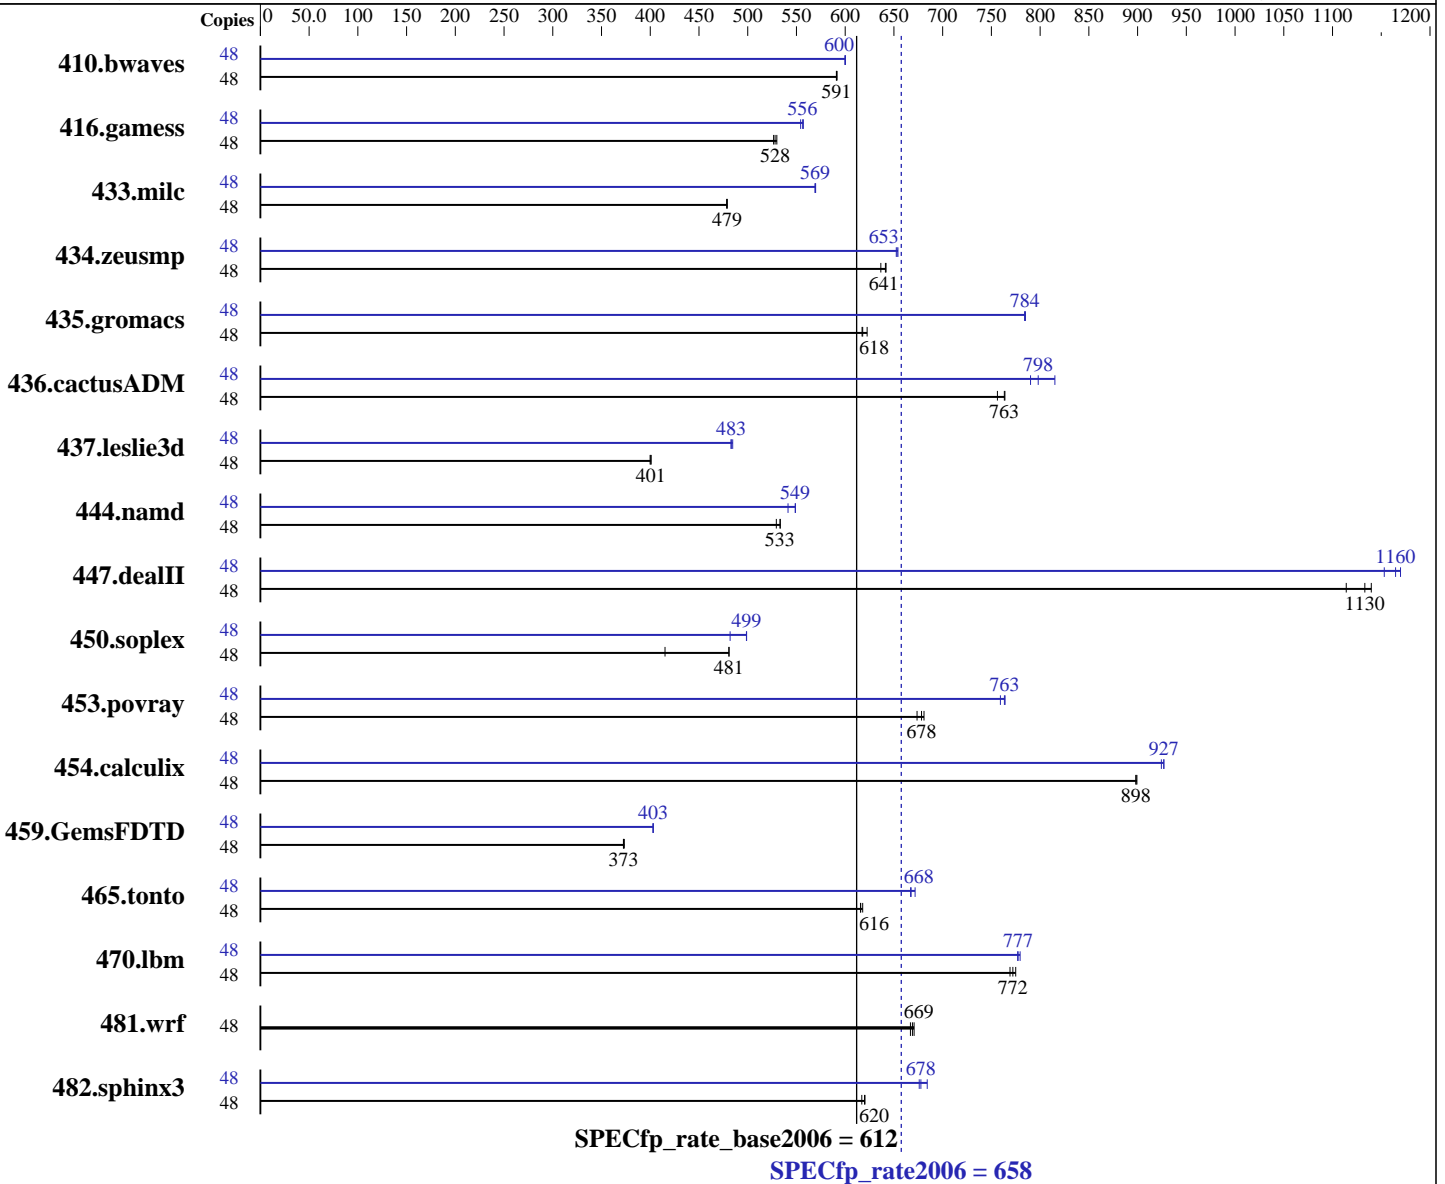 Copies 0 50.0 100 150 200 250 300 350 400 450 500 550 600 650 700 750 800 850 900 950 1000 1050 1100 1200
410.bwaves 48 600
48 591
416.gamess 48 556
48 528
433.milc 48 569
48 479
434.zeusmp 48 653
48 641
435.gromacs 48 784
48 618
436.cactusADM 48 798
48 763
437.leslie3d 48 483
48 401
444.namd 48 549
48 533
447.dealII 48 1160
48 1130
450.soplex 48 499
48 481
453.povray 48 763
48 678
454.calculix 48 927
48 898
459.GemsFDTD 48 403
48 373
465.tonto 48 668
48 616
470.lbm 48 777
48 772
481.wrf 48 669
482.sphinx3 48 678
48 620
SPECfp_rate_base2006 = 612
SPECfp_rate2006 = 658